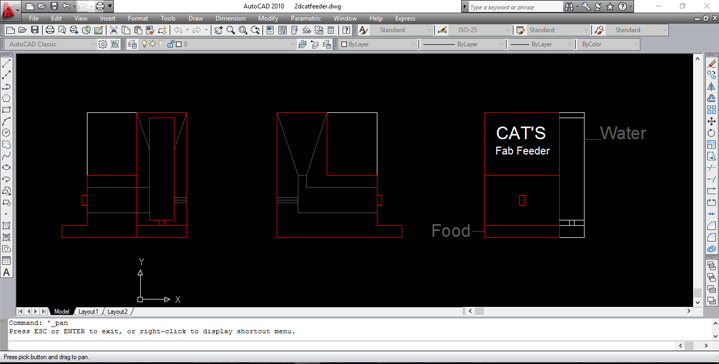 AutoCAD 2010 2dcatfeeder.dwg
Type a keyword or phrase
File Edit View Insert Format Tools Draw Dimension Modify Parametric Window Help Express
Standard ISO-25 Standard Standard
AutoCAD Classic 0 ByLayer ByLayer ByLayer ByColor
CAT'S
Fab Feeder
Water
Food
Y
X
Model Layout1 Layout2
Command: '_pan
Press ESC or ENTER to exit, or right-click to display shortcut menu.
Press pick button and drag to pan.